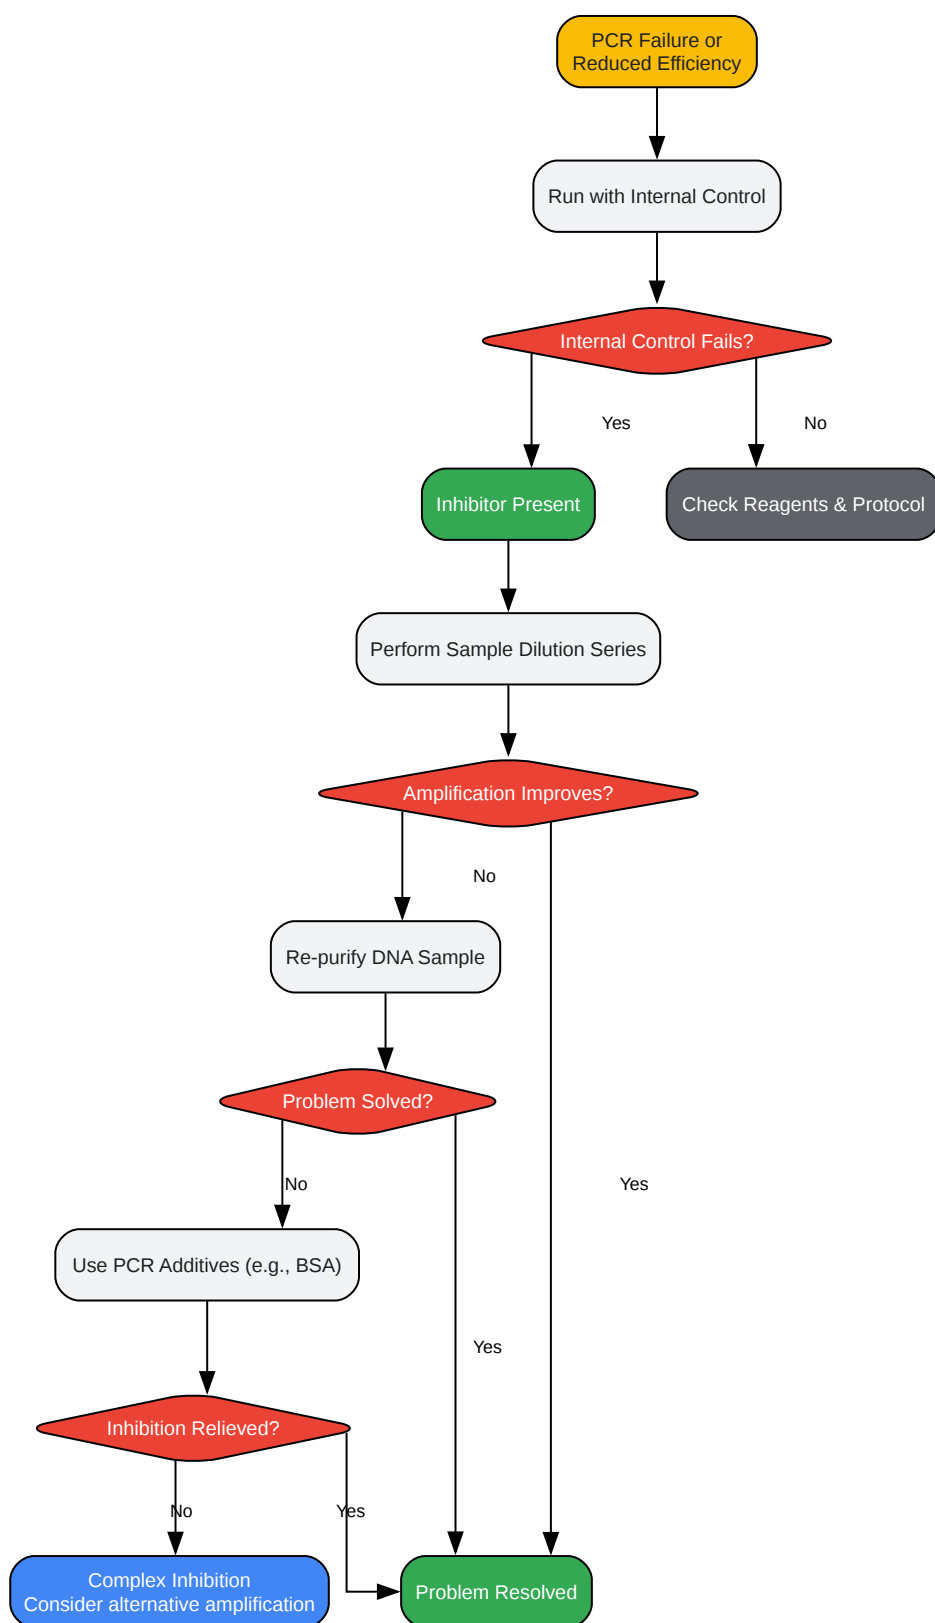 PCR Failure or
Reduced Efficiency
Run with Internal Control
Internal Control Fails?
Yes
No
Inhibitor Present
Check Reagents & Protocol
Perform Sample Dilution Series
Amplification Improves?
No
Re-purify DNA Sample
Problem Solved?
No
Yes
Use PCR Additives (e.g., BSA)
Yes
Inhibition Relieved?
No
Yes
Complex Inhibition
Consider alternative amplification
Problem Resolved